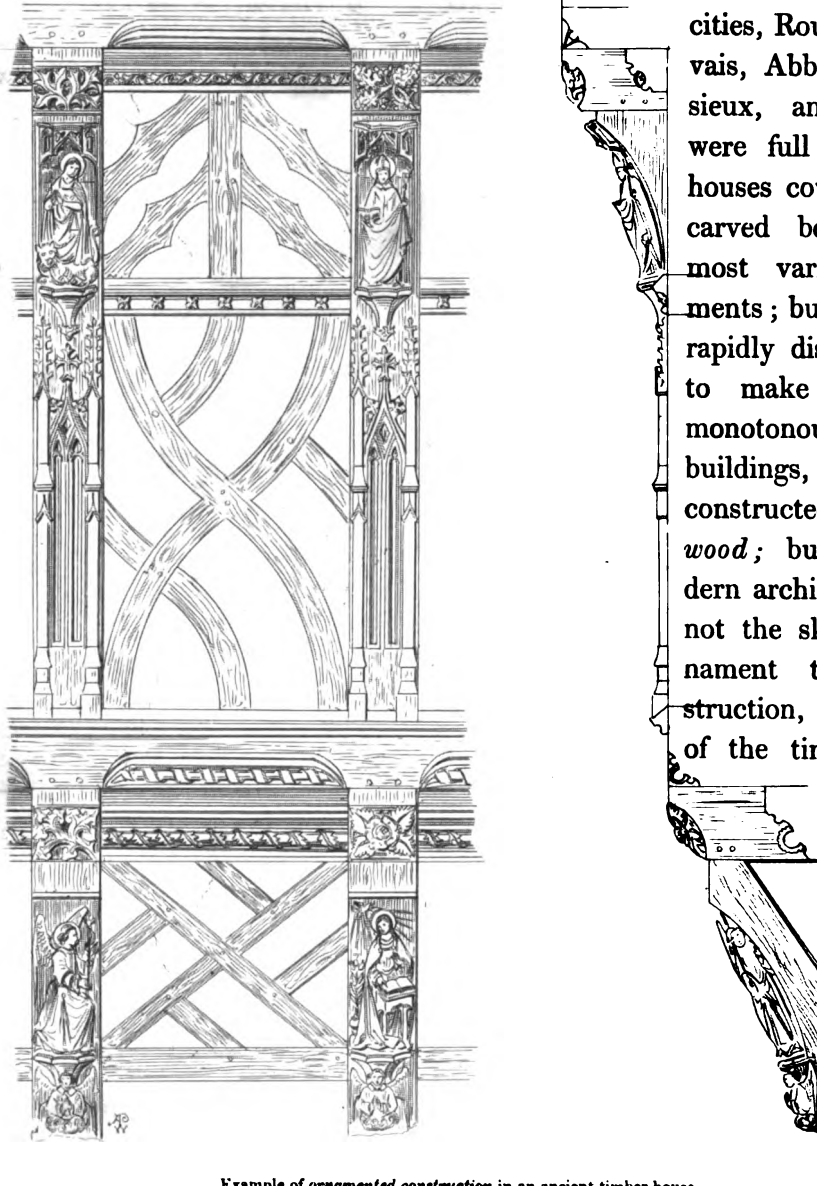 cities, Rou
vais, Abb
sieux, an
were full
houses cov
carved be
most var
ments; bu
rapidly dis
to make
monotonou
buildings,
constructe
wood; bu
dern archi
not the sk
nament t
struction,
of the tin
Example of ornamented construction in an ancient timber house